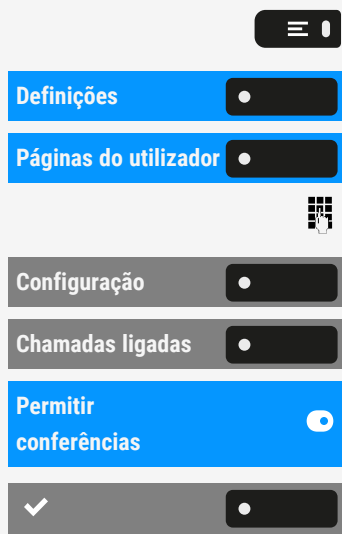 Definições
Páginas do utilizador
Configuração
Chamadas ligadas
Permitir
conferências